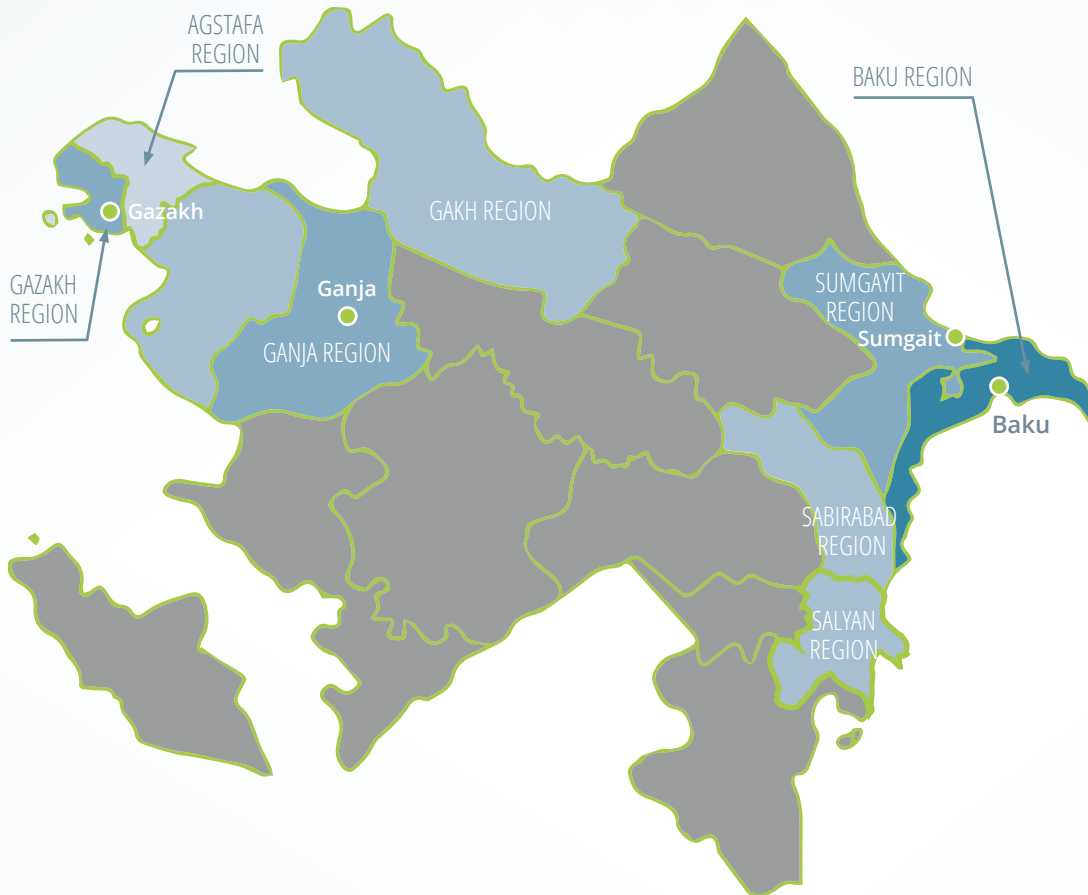 AGSTAFA
REGION
BAKU REGION
Gazakh
GAKH REGION
GAZAKH
REGION
Ganja
GANJA REGION
SUMGAYIT
REGION
Sumgait
Baku
SABIRABAD
REGION
SALYAN
REGION